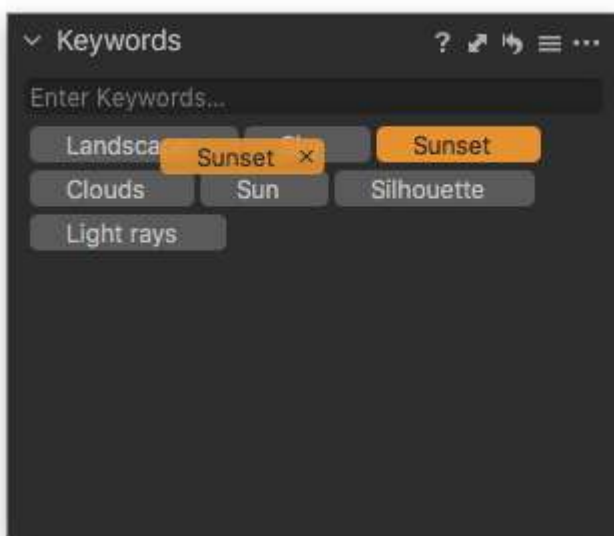 Keywords
?
Enter Keywords...
Landsca
Sunset ×
Sunset
Clouds
Sun
Silhouette
Light rays